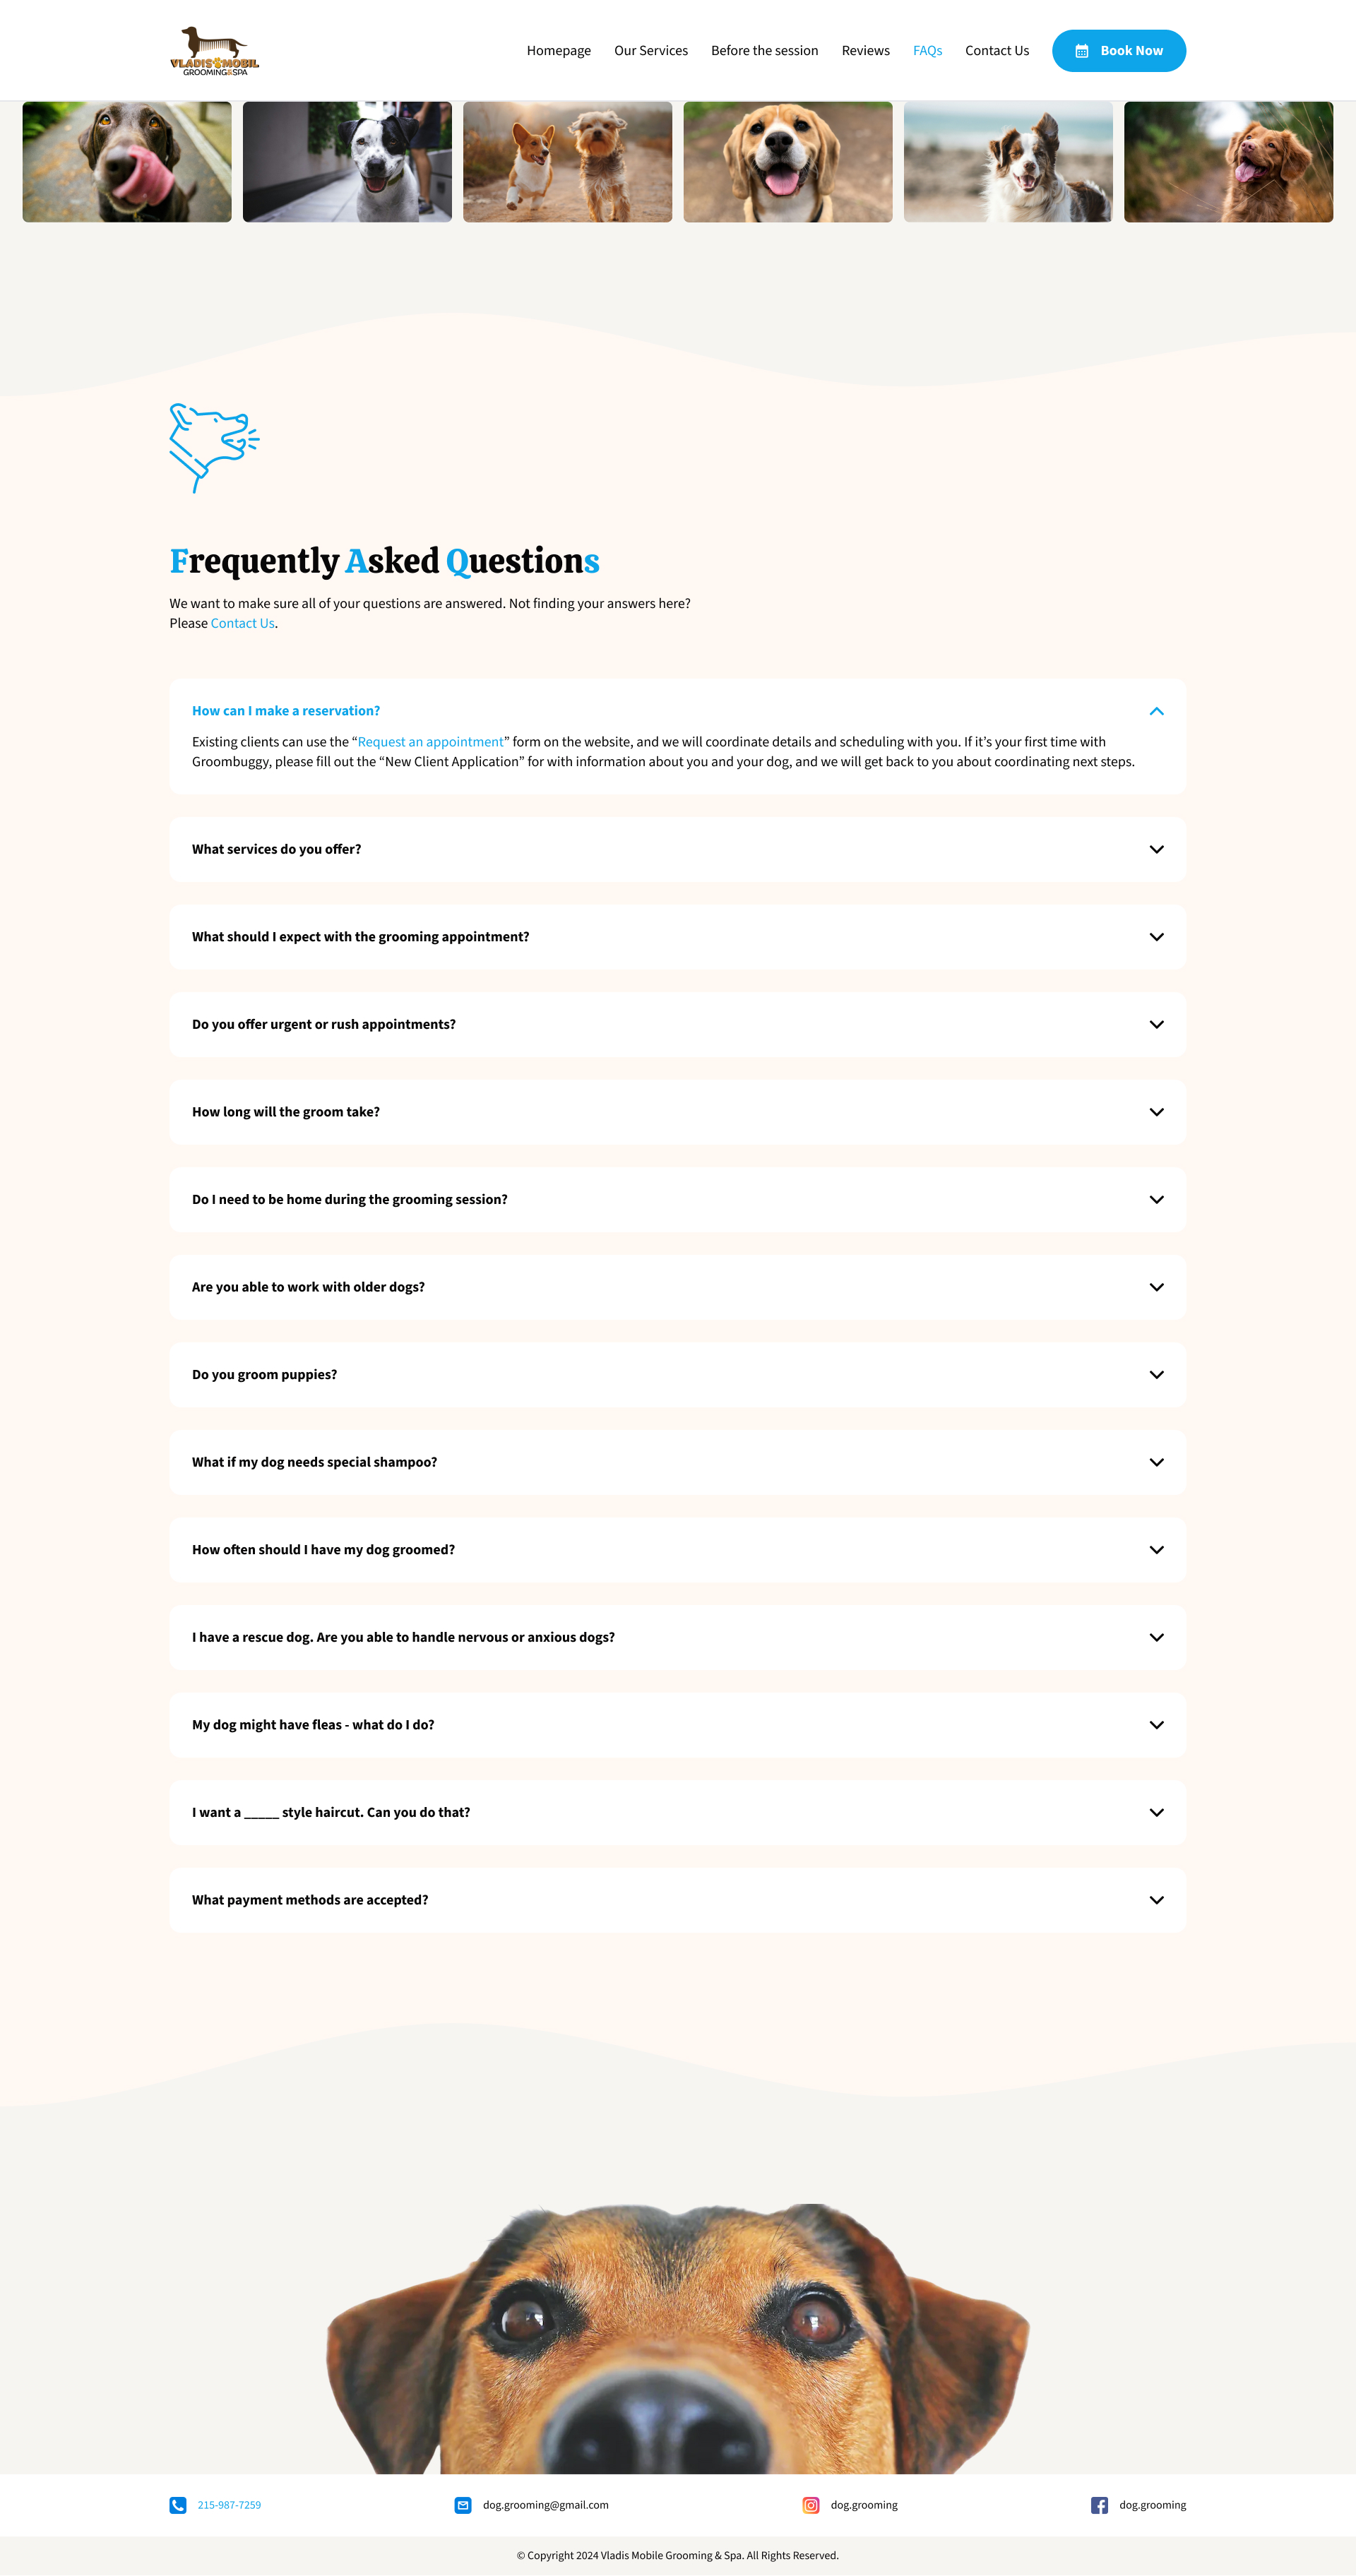 VLADIS MOBIL
GROOMING&SPA
Homepage
Our Services
Before the session
Reviews
FAQs
Contact Us
Book Now
Frequently Asked Questions
We want to make sure all of your questions are answered. Not finding your answers here?
Please Contact Us.
How can I make a reservation?
Existing clients can use the “Request an appointment” form on the website, and we will coordinate details and scheduling with you. If it’s your first time with
Groombuggy, please fill out the “New Client Application” for with information about you and your dog, and we will get back to you about coordinating next steps.
What services do you offer?
What should I expect with the grooming appointment?
Do you offer urgent or rush appointments?
How long will the groom take?
Do I need to be home during the grooming session?
Are you able to work with older dogs?
Do you groom puppies?
What if my dog needs special shampoo?
How often should I have my dog groomed?
I have a rescue dog. Are you able to handle nervous or anxious dogs?
My dog might have fleas - what do I do?
I want a _____ style haircut. Can you do that?
What payment methods are accepted?
215-987-7259
dog.grooming@gmail.com
dog.grooming
dog.grooming
© Copyright 2024 Vladis Mobile Grooming & Spa. All Rights Reserved.